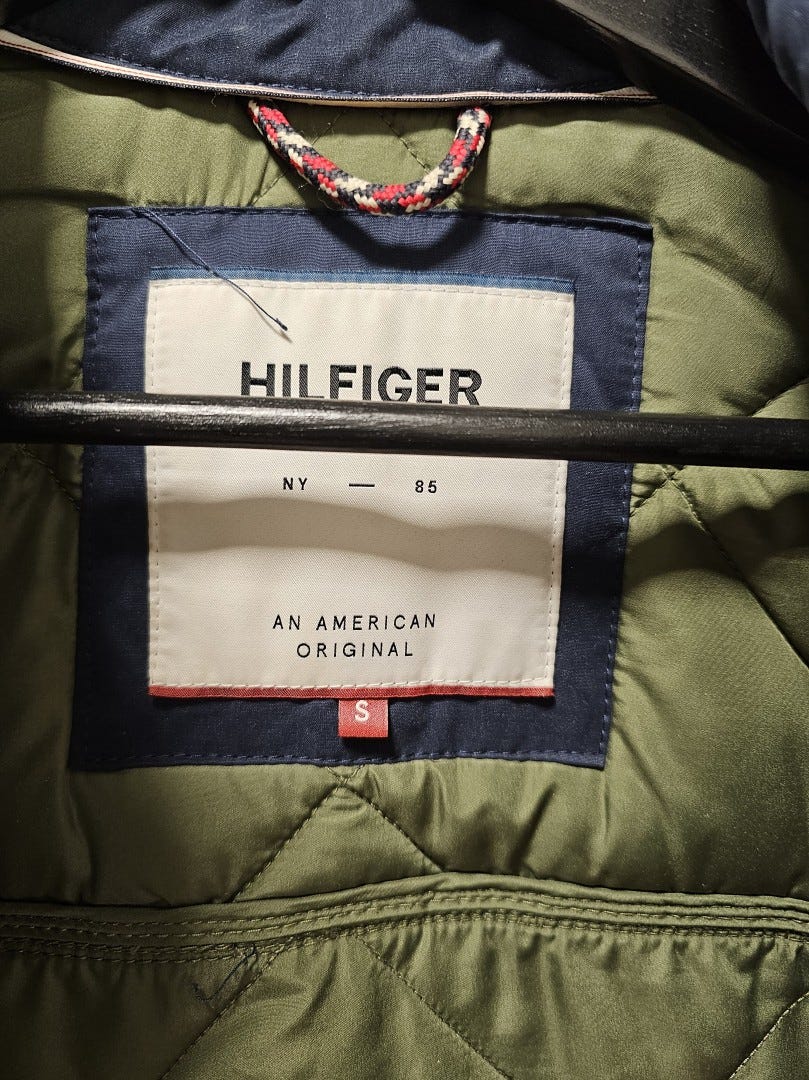 HILFIGER
NY — 85
AN AMERICAN
ORIGINAL
S